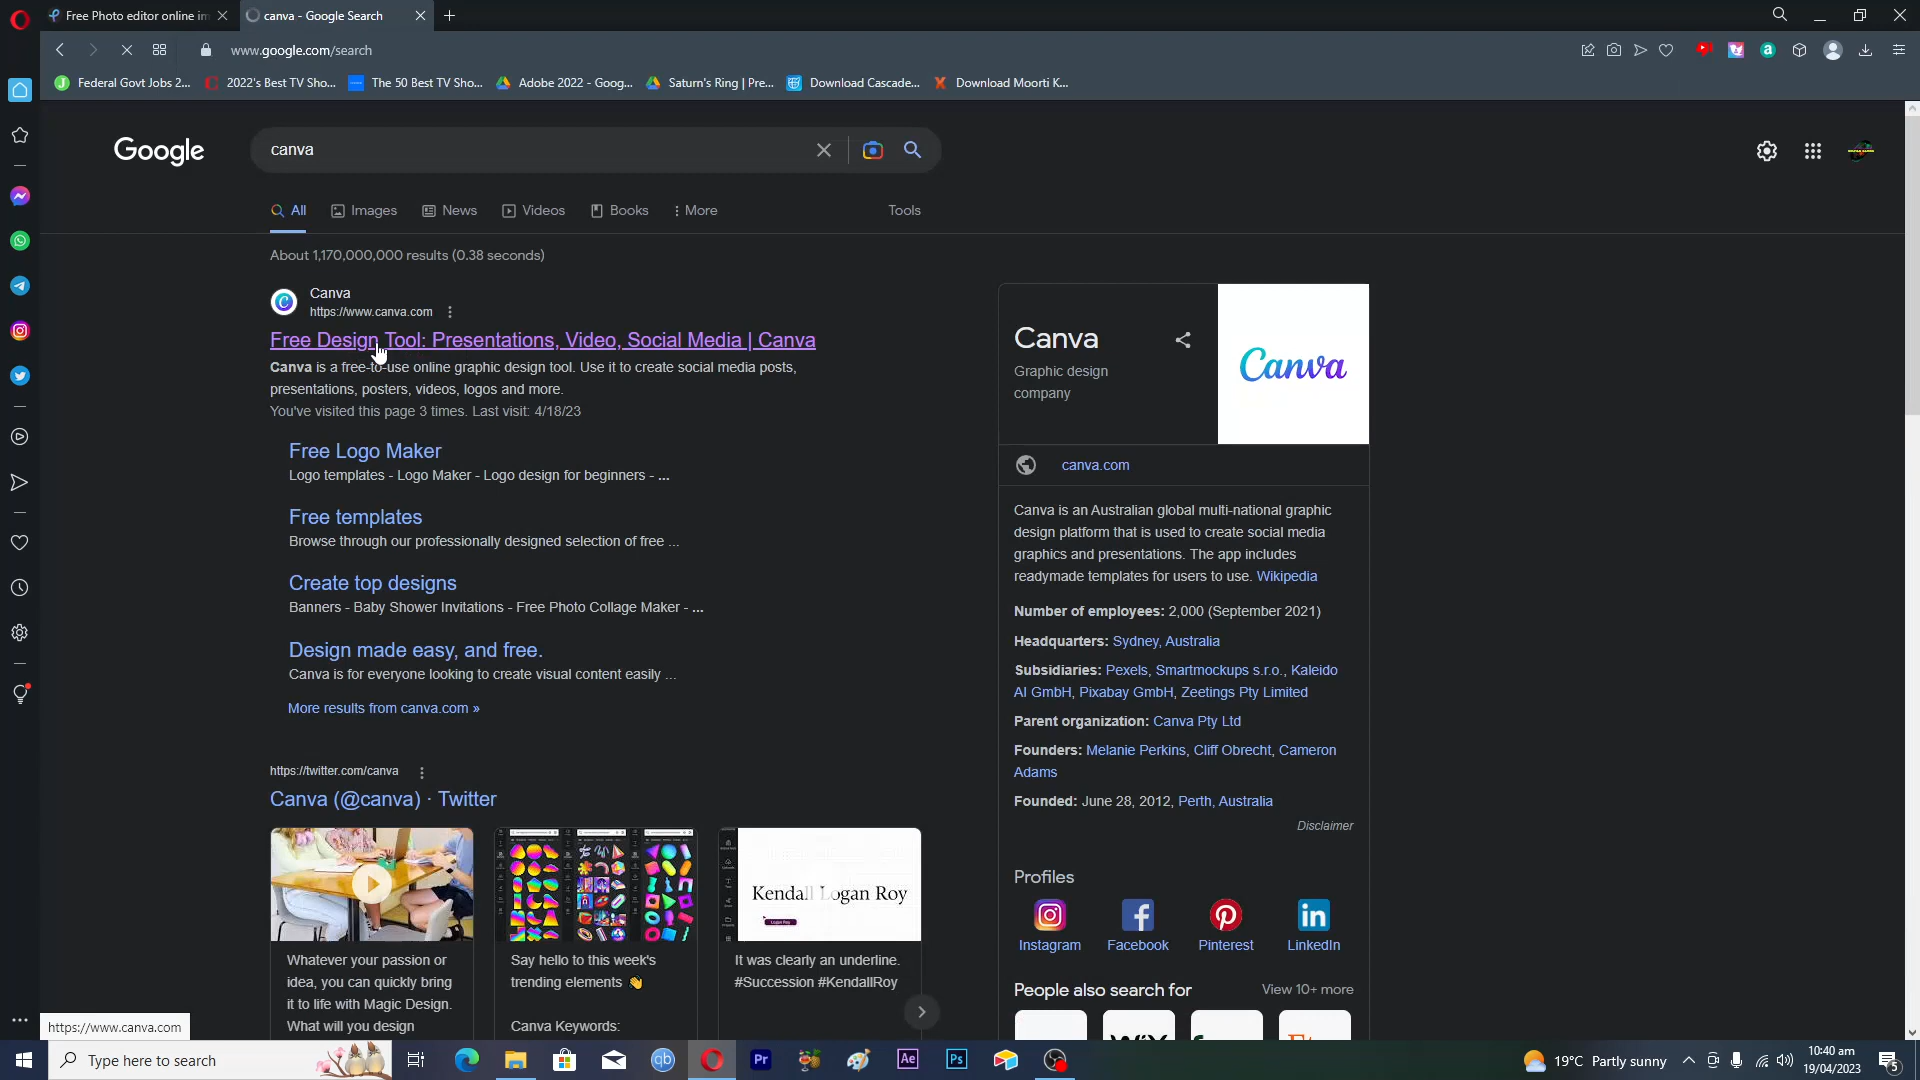 Free Photo editor online im
canva - Google Search
www.google.com/search
Federal Govt Jobs 2...
2022's Best TV Sho...
The 50 Best TV Sho...
Adobe 2022 - Goog...
Saturn's Ring | Pre...
Download Cascade...
Download Moorti K...
Google
canva
All
Images
News
Videos
Books
More
Tools
About 1,170,000,000 results (0.38 seconds)
Canva
https://www.canva.com
Free Design Tool: Presentations, Video, Social Media | Canva
Canva is a free-to-use online graphic design tool. Use it to create social media posts,
presentations, posters, videos, logos and more.
You've visited this page 3 times. Last visit: 4/18/23
Free Logo Maker
Logo templates - Logo Maker - Logo design for beginners - ...
Free templates
Browse through our professionally designed selection of free ...
Create top designs
Banners - Baby Shower Invitations - Free Photo Collage Maker - ...
Design made easy, and free.
Canva is for everyone looking to create visual content easily ...
More results from canva.com »
https://twitter.com/canva
Canva (@canva) · Twitter
Kendall Logan Roy
Whatever your passion or
idea, you can quickly bring
it to life with Magic Design.
What will you design
Say hello to this week's
trending elements 👋
Canva Keywords:
It was clearly an underline.
#Succession #KendallRoy
Canva
Graphic design
company
Canva
canva.com
Canva is an Australian global multi-national graphic
design platform that is used to create social media
graphics and presentations. The app includes
readymade templates for users to use. Wikipedia
Number of employees: 2,000 (September 2021)
Headquarters: Sydney, Australia
Subsidiaries: Pexels, Smartmockups s.r.o., Kaleido
AI GmbH, Pixabay GmbH, Zeetings Pty Limited
Parent organization: Canva Pty Ltd
Founders: Melanie Perkins, Cliff Obrecht, Cameron
Adams
Founded: June 28, 2012, Perth, Australia
Disclaimer
Profiles
Instagram
Facebook
Pinterest
LinkedIn
People also search for
View 10+ more
https://www.canva.com
Type here to search
qb
Pr
Ae
Ps
19°C Partly sunny
10:40 am
19/04/2023
5